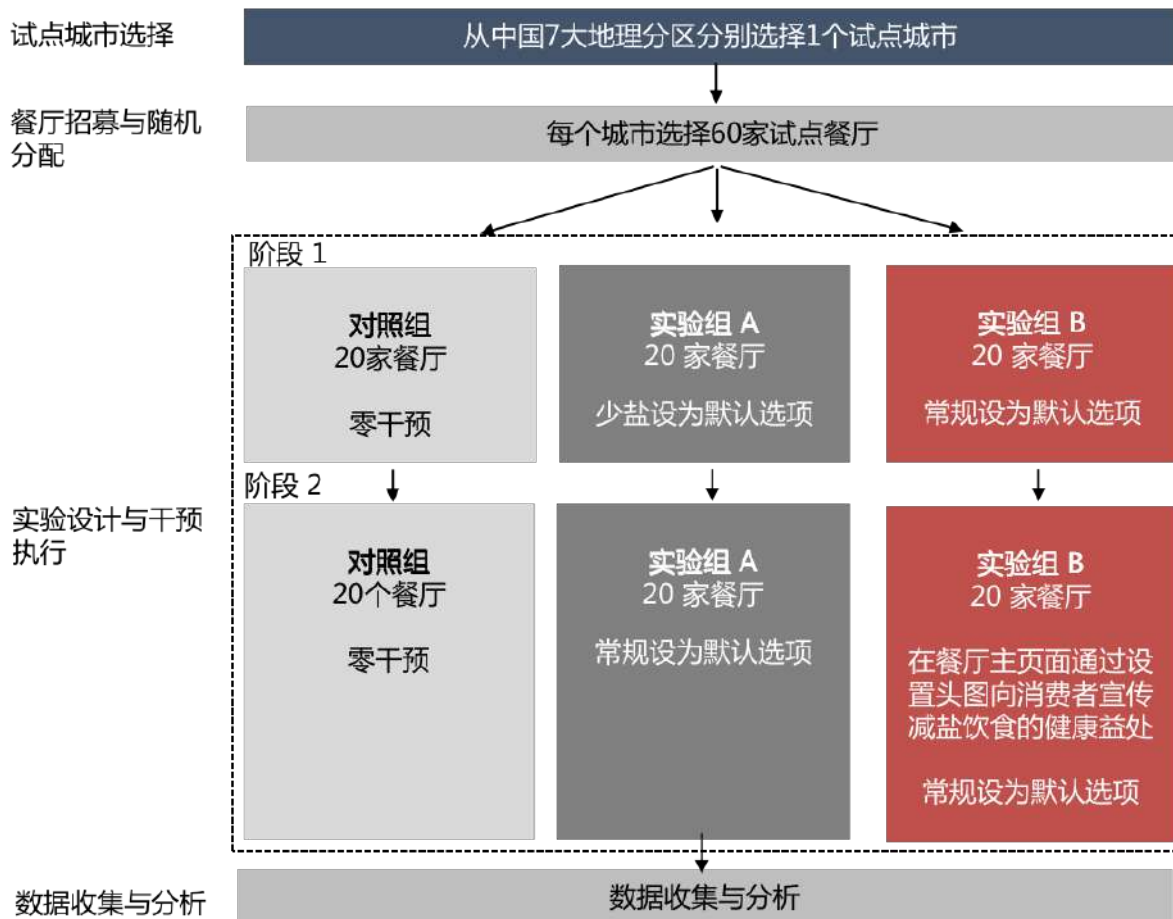 试点城市选择
从中国7大地理分区分别选择1个试点城市
餐厅招募与随机
分配
每个城市选择60家试点餐厅
阶段 1
对照组
20家餐厅
零干预
实验组 A
20 家餐厅
少盐设为默认选项
实验组 B
20 家餐厅
常规设为默认选项
实验设计与干预
执行
阶段 2
对照组
20个餐厅
零干预
实验组 A
20 家餐厅
常规设为默认选项
实验组 B
20 家餐厅
在餐厅主页面通过设
置头图向消费者宣传
减盐饮食的健康益处
常规设为默认选项
数据收集与分析
数据收集与分析